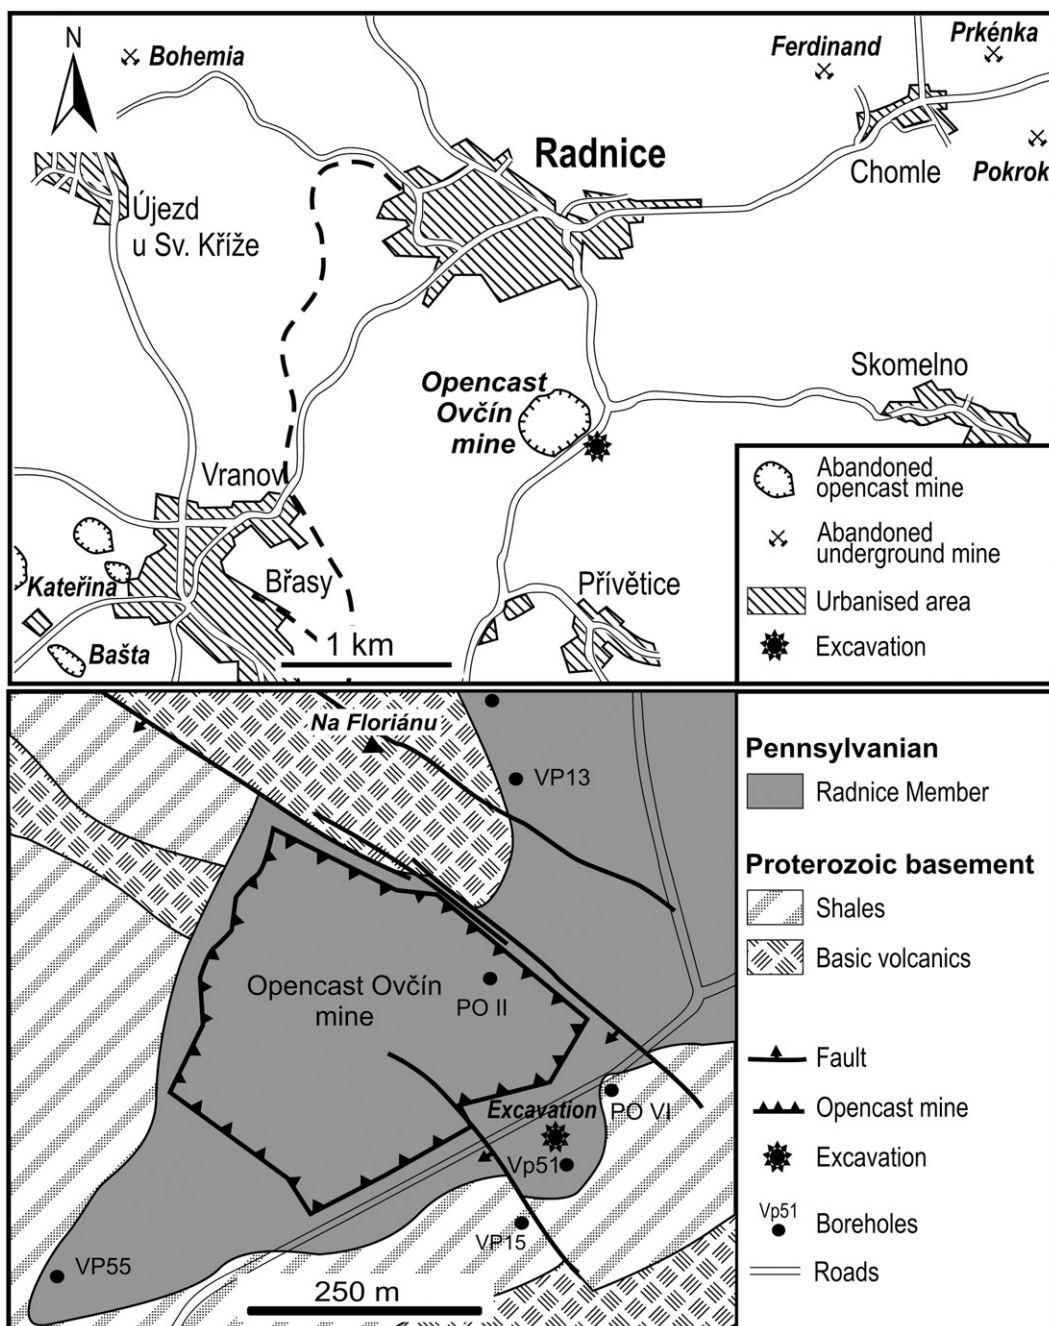 N
Bohemia
Ferdinand
Prkénka
Radnice
Chomle
Pokrok
Újezd
u Sv. Kříže
Opencast
Ovčín
mine
Skomelno
Vranov
Kateřina
Břasy
Přívětice
Bašta
1 km
Abandoned
opencast mine
Abandoned
underground mine
Urbanised area
Excavation
Na Floriánu
VP13
Opencast Ovčín
mine
PO II
Excavation
PO VI
Vp51
VP15
VP55
250 m
Pennsylvanian
Radnice Member
Proterozoic basement
Shales
Basic volcanics
Fault
Opencast mine
Excavation
Vp51
Boreholes
Roads